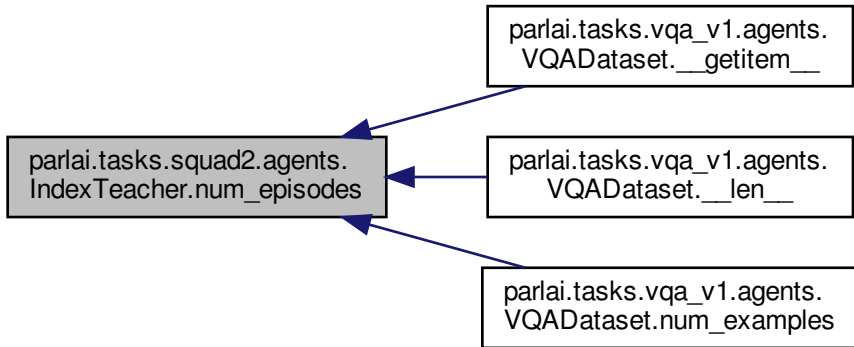 parlai.tasks.vqa_v1.agents.
VQADataset.__getitem__
parlai.tasks.squad2.agents.
IndexTeacher.num_episodes
parlai.tasks.vqa_v1.agents.
VQADataset.__len__
parlai.tasks.vqa_v1.agents.
VQADataset.num_examples